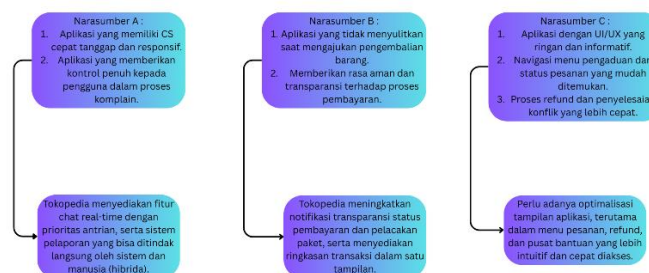 Narasumber A :
1. Aplikasi yang memiliki CS
cepat tanggap dan responsif.
2. Aplikasi yang memberikan
kontrol penuh kepada
pengguna dalam proses
komplain.
Narasumber B :
1. Aplikasi yang tidak menyulitkan
saat mengajukan pengembalian
barang.
2. Memberikan rasa aman dan
transparansi terhadap proses
pembayaran.
Narasumber C :
1. Aplikasi dengan UI/UX yang
ringan dan informatif.
2. Navigasi menu pengaduan dan
status pesanan yang mudah
ditemukan.
3. Proses refund dan penyelesaian
konflik yang lebih cepat.
Tokopedia menyediakan fitur
chat real-time dengan
prioritas antrian, serta sistem
pelaporan yang bisa ditindak
langsung oleh sistem dan
manusia (hibrida).
Tokopedia meningkatkan
notifikasi transparansi status
pembayaran dan pelacakan
paket, serta menyediakan
ringkasan transaksi dalam satu
tampilan.
Perlu adanya optimalisasi
tampilan aplikasi, terutama
dalam menu pesanan, refund,
dan pusat bantuan yang lebih
intuitif dan cepat diakses.